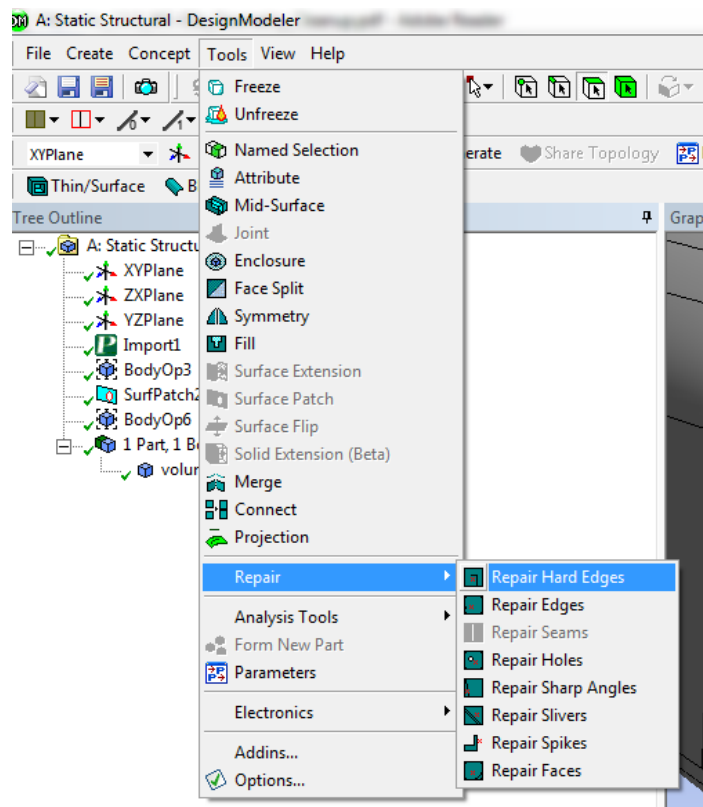 A: Static Structural - DesignModeler
File Create Concept Tools View Help
XYPlane
erate Share Topology
Thin/Surface B
Tree Outline
Grap
A: Static Structu
XYPlane
ZXPlane
YZPlane
Import1
BodyOp3
SurfPatch2
BodyOp6
1 Part, 1 B
volu
Freeze
Unfreeze
Named Selection
Attribute
Mid-Surface
Joint
Enclosure
Face Split
Symmetry
Fill
Surface Extension
Surface Patch
Surface Flip
Solid Extension (Beta)
Merge
Connect
Projection
Repair
Analysis Tools
Form New Part
Parameters
Electronics
Addins...
Options...
Repair Hard Edges
Repair Edges
Repair Seams
Repair Holes
Repair Sharp Angles
Repair Slivers
Repair Spikes
Repair Faces